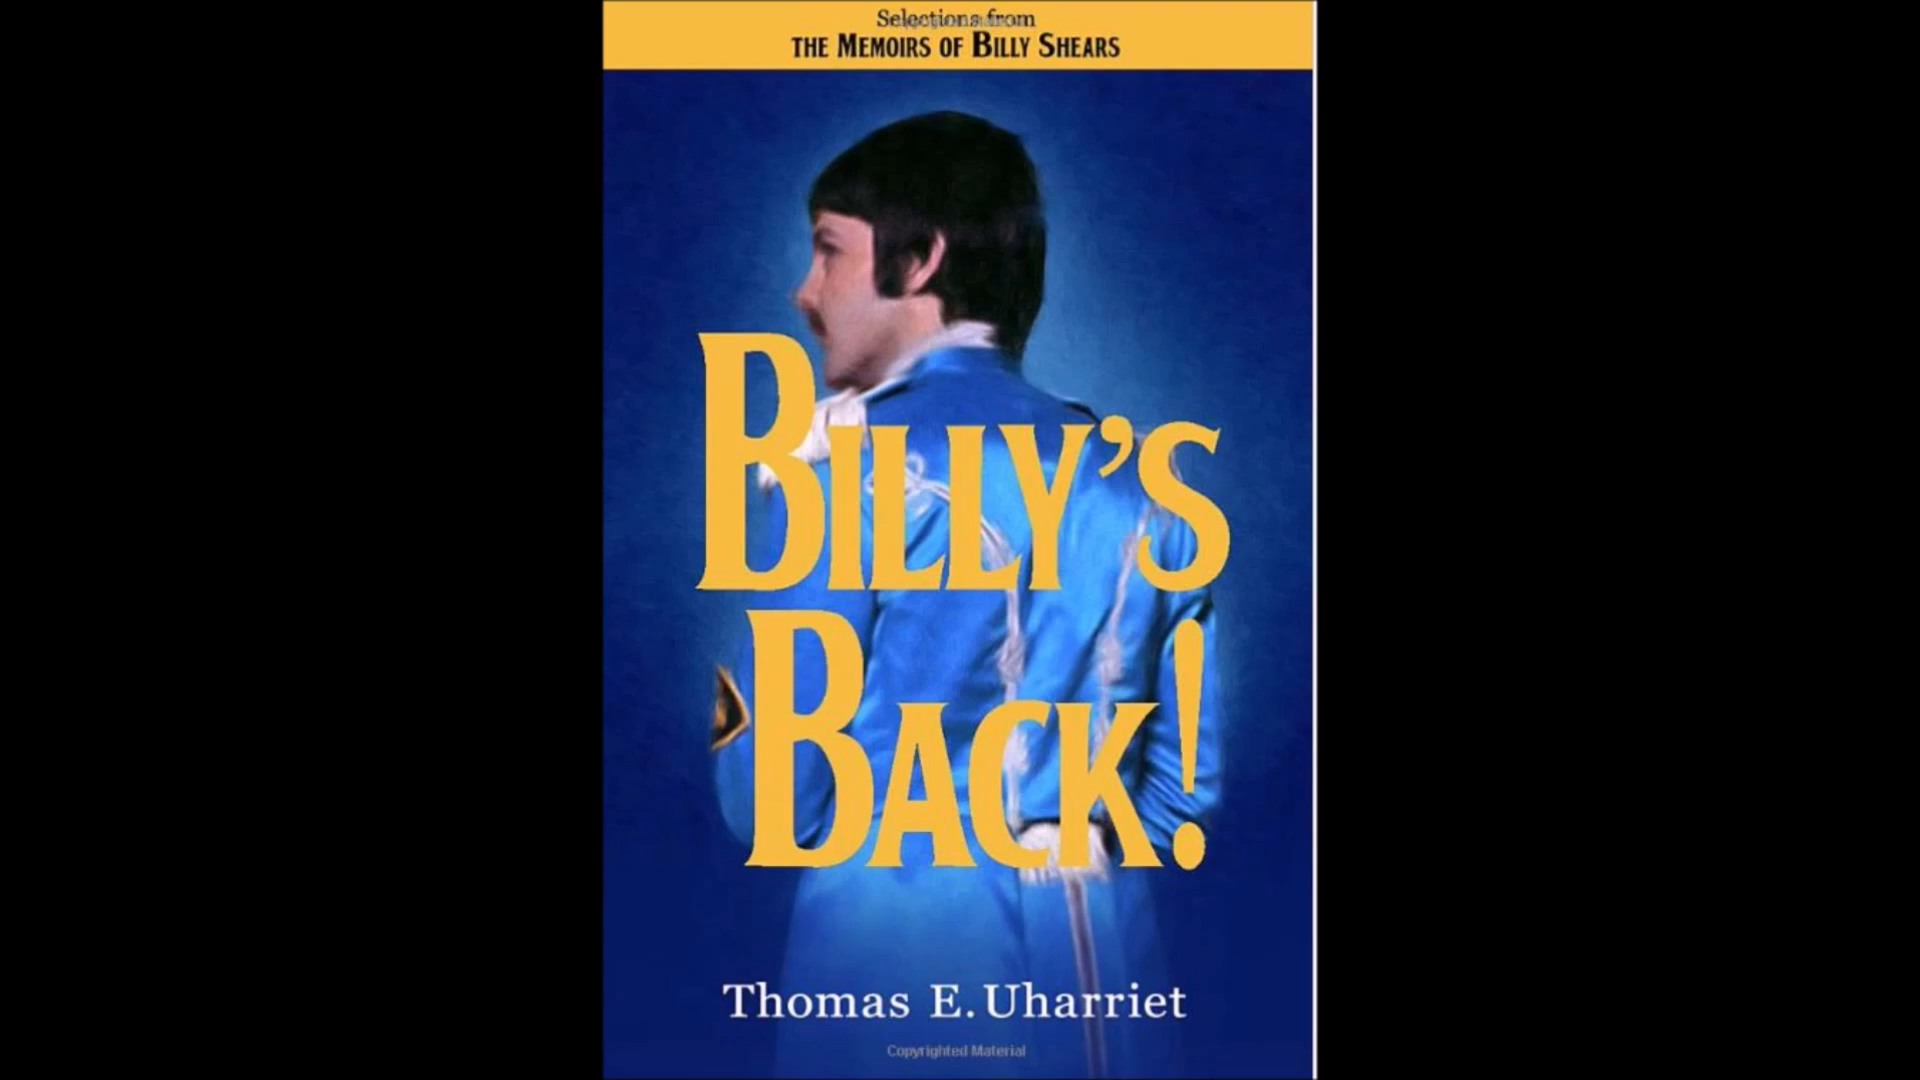 Selections from
THE MEMOIRS OF BILLY SHEARS
BILLY'S
BACK!
Thomas E. Uharriet
Copyrighted Material